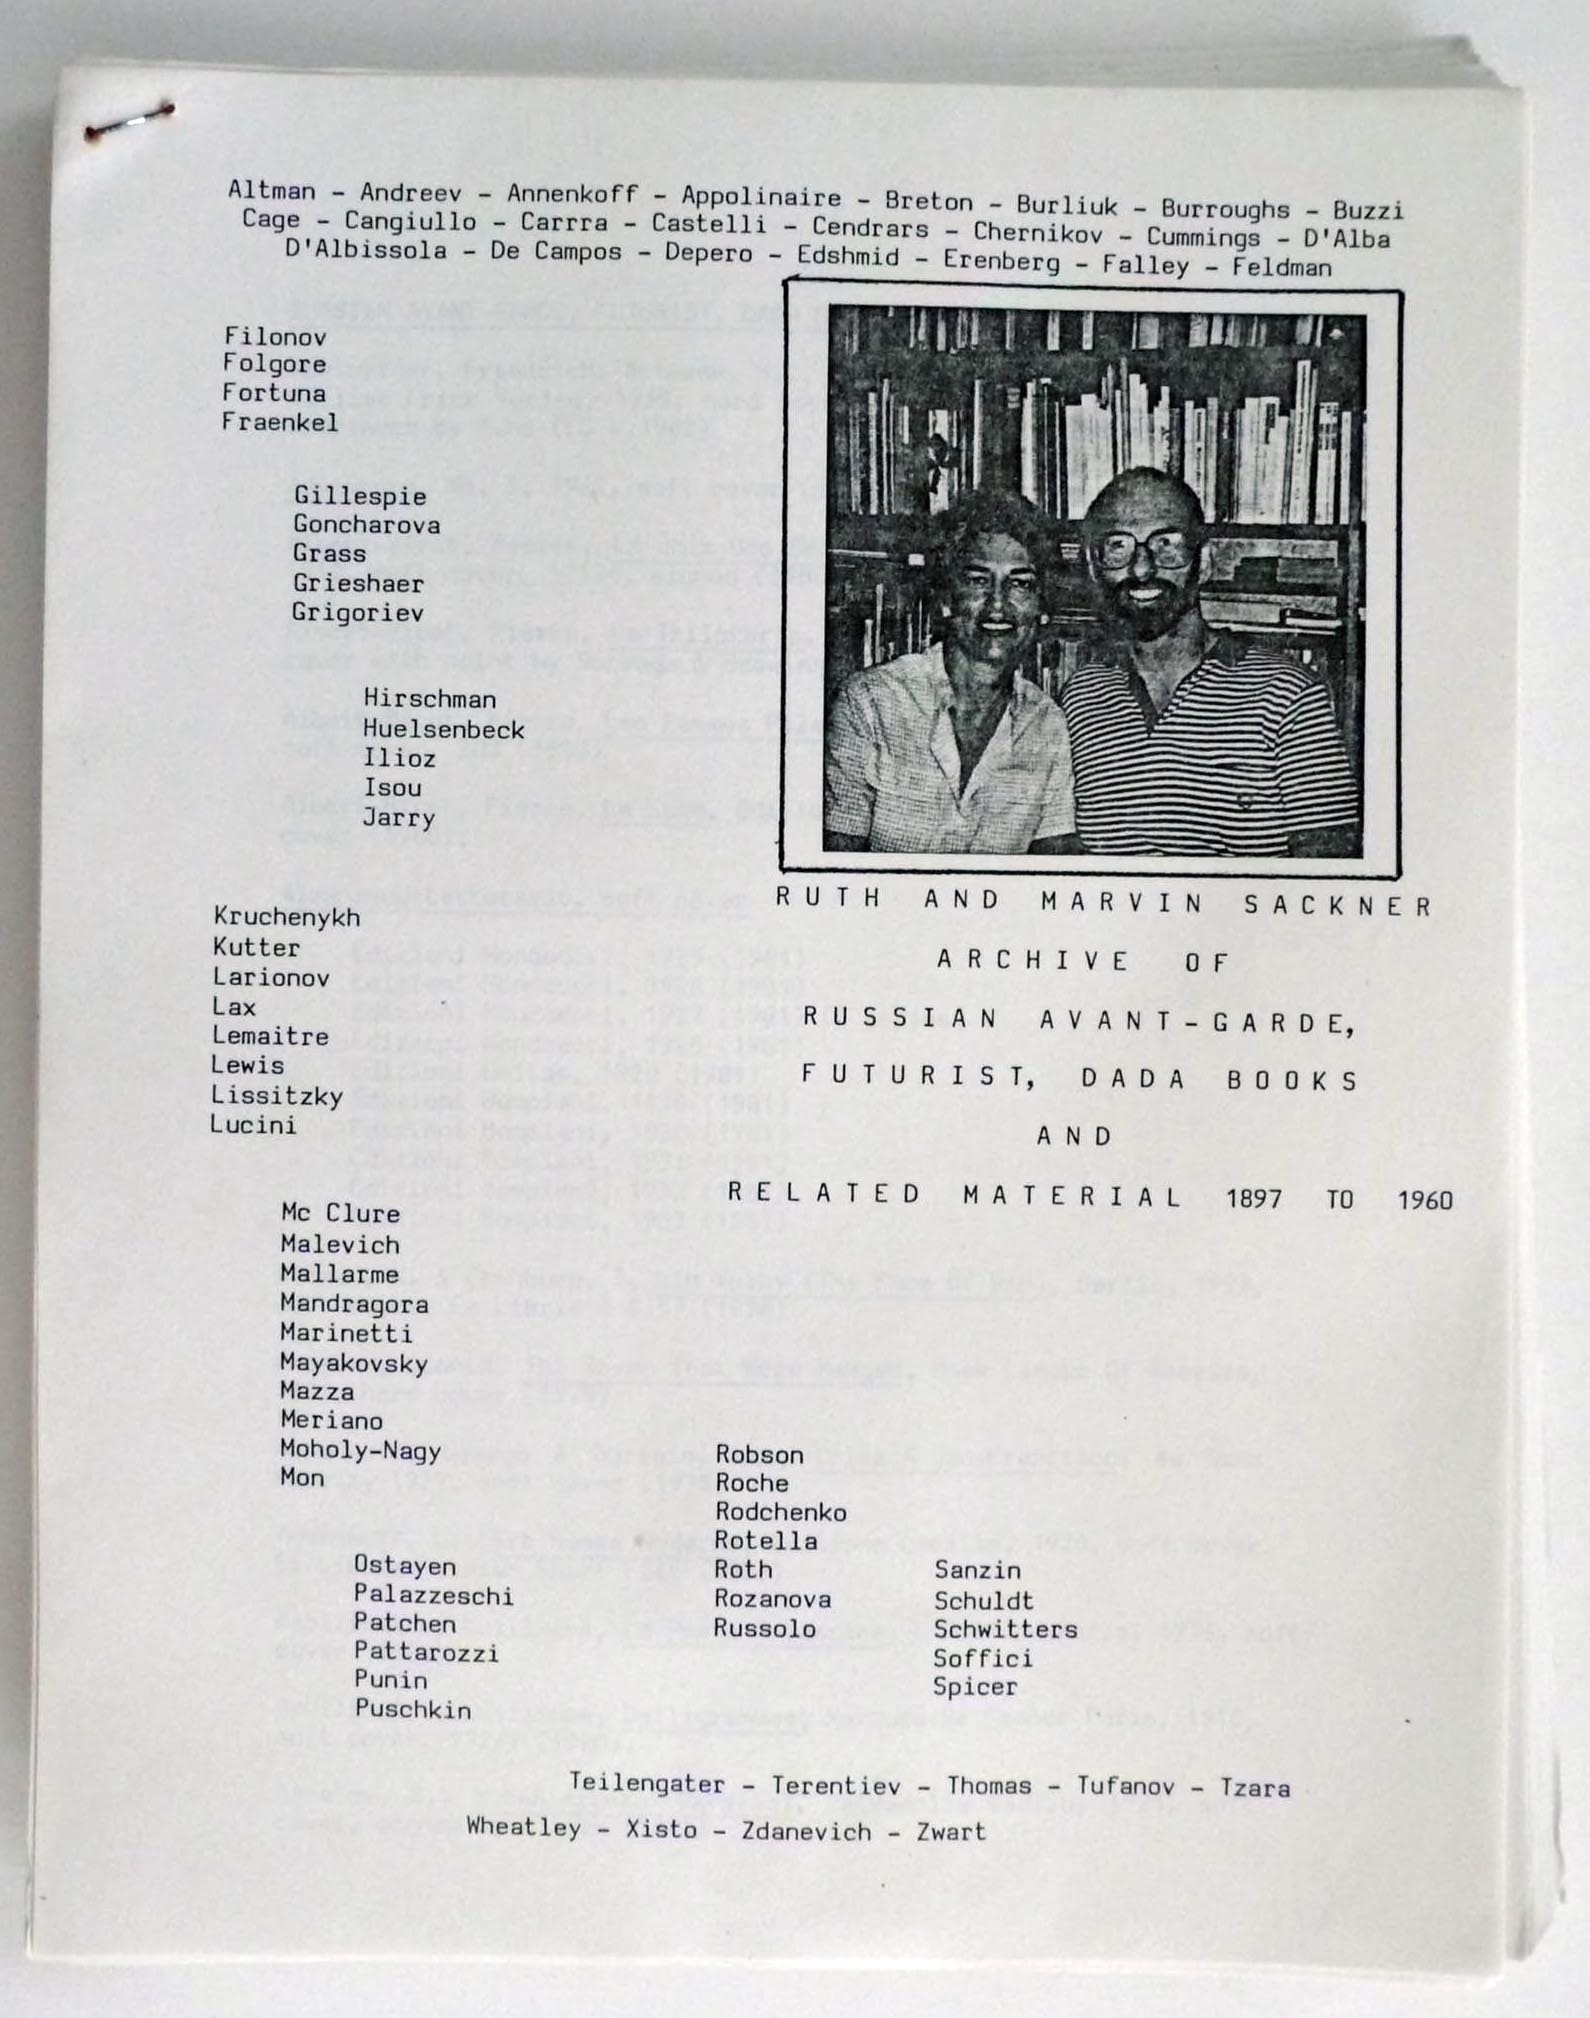 Altman - Andreev - Annenkoff - Appolinaire - Breton - Burliuk - Burroughs - Buzzi
Cage - Cangiullo - Carrra - Castelli - Cendrars - Chernikov - Cummings - D'Alba
D'Albissola - De Campos - Depero - Edshmid - Erenberg - Falley - Feldman
Filonov
Folgore
Fortuna
Fraenkel
Gillespie
Goncharova
Grass
Grieshaer
Grigoriev
Hirschman
Huelsenbeck
Ilioz
Isou
Jarry
RUTH AND MARVIN SACKNER
ARCHIVE OF
RUSSIAN AVANT-GARDE,
FUTURIST, DADA BOOKS
AND
RELATED MATERIAL 1897 TO 1960
Kruchenykh
Kutter
Larionov
Lax
Lemaitre
Lewis
Lissitzky
Lucini
Mc Clure
Malevich
Mallarme
Mandragora
Marinetti
Mayakovsky
Mazza
Meriano
Moholy-Nagy
Mon
Ostayen
Palazzeschi
Patchen
Pattarozzi
Punin
Puschkin
Robson
Roche
Rodchenko
Rotella
Roth
Rozanova
Russolo
Sanzin
Schuldt
Schwitters
Soffici
Spicer
Teilengater - Terentiev - Thomas - Tufanov - Tzara
Wheatley - Xisto - Zdanevich - Zwart